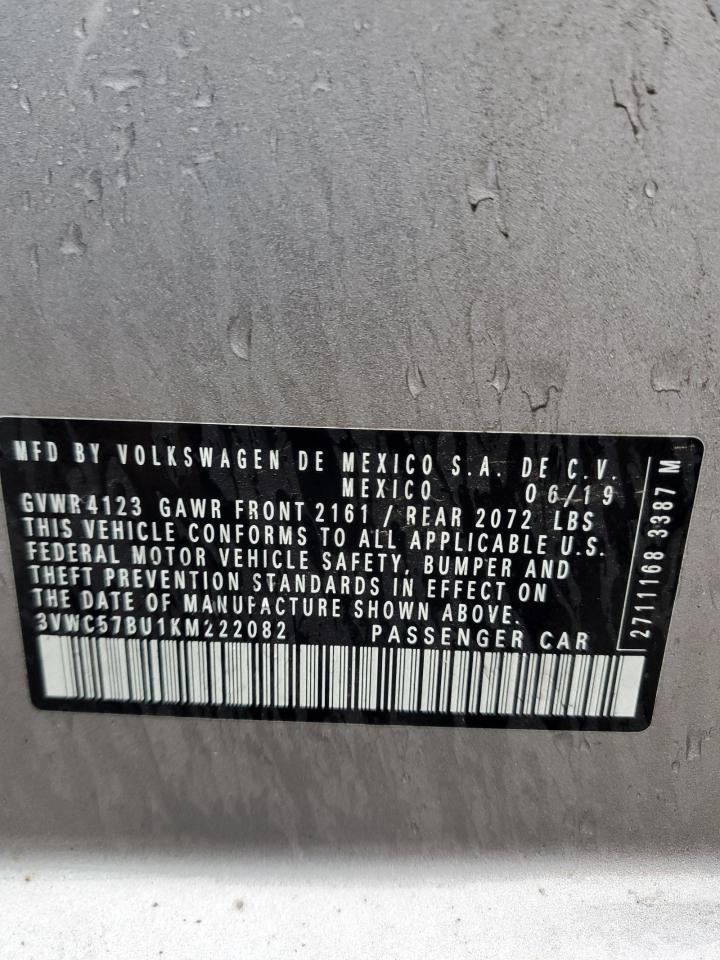 MFD BY VOLKSWAGEN DE MEXICO S.A. DE C.V.
MEXICO 06/19
GVWR 4123 GAWR FRONT 2161 / REAR 2072 LBS
THIS VEHICLE CONFORMS TO ALL APPLICABLE U.S.
FEDERAL MOTOR VEHICLE SAFETY, BUMPER AND
THEFT PREVENTION STANDARDS IN EFFECT ON
THE DATE OF MANUFACTURE SHOWN ABOVE.
3VWC57BU1KM222082 PASSENGER CAR
2711168 3387 M